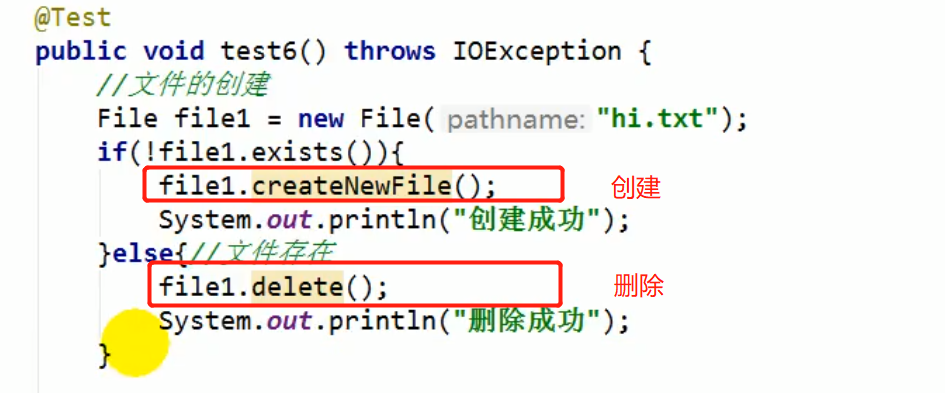 @Test
public void test6() throws IOException {
//文件的创建
File file1 = new File( pathname: "hi.txt");
if(!file1.exists()){
file1.createNewFile(); 创建
System.out.println("创建成功");
}else{//文件存在
file1.delete(); 删除
System.out.println("删除成功");
}